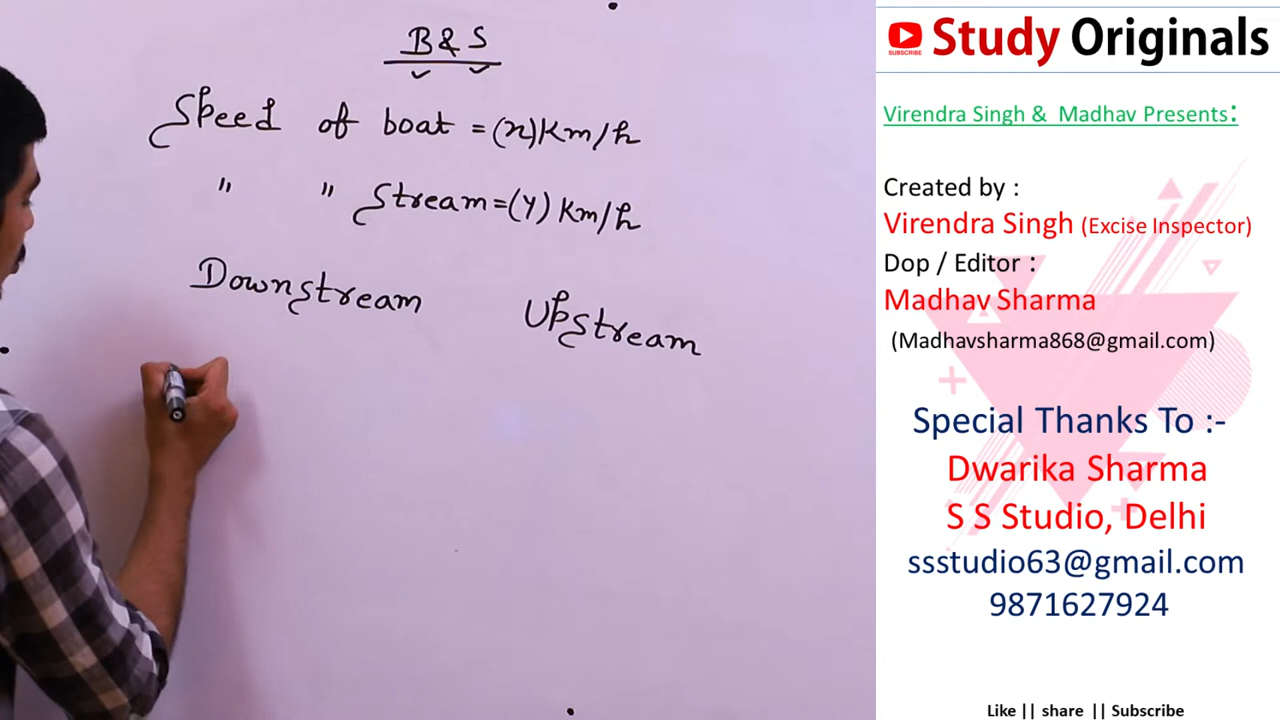 B & S
Speed of boat = (x) Km/h
" " Stream = (y) Km/h
Downstream Upstream
SUBSCRIBE
Study Originals
Virendra Singh & Madhav Presents:
Created by :
Virendra Singh (Excise Inspector)
Dop / Editor :
Madhav Sharma
(Madhavsharma868@gmail.com)
Special Thanks To :-
Dwarika Sharma
S S Studio, Delhi
ssstudio63@gmail.com
9871627924
Like || share || Subscribe